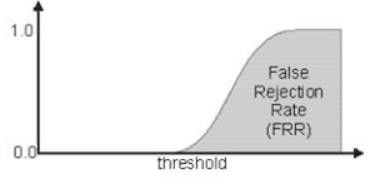 1.0
False
Rejection
Rate
(FRR)
0.0
threshold